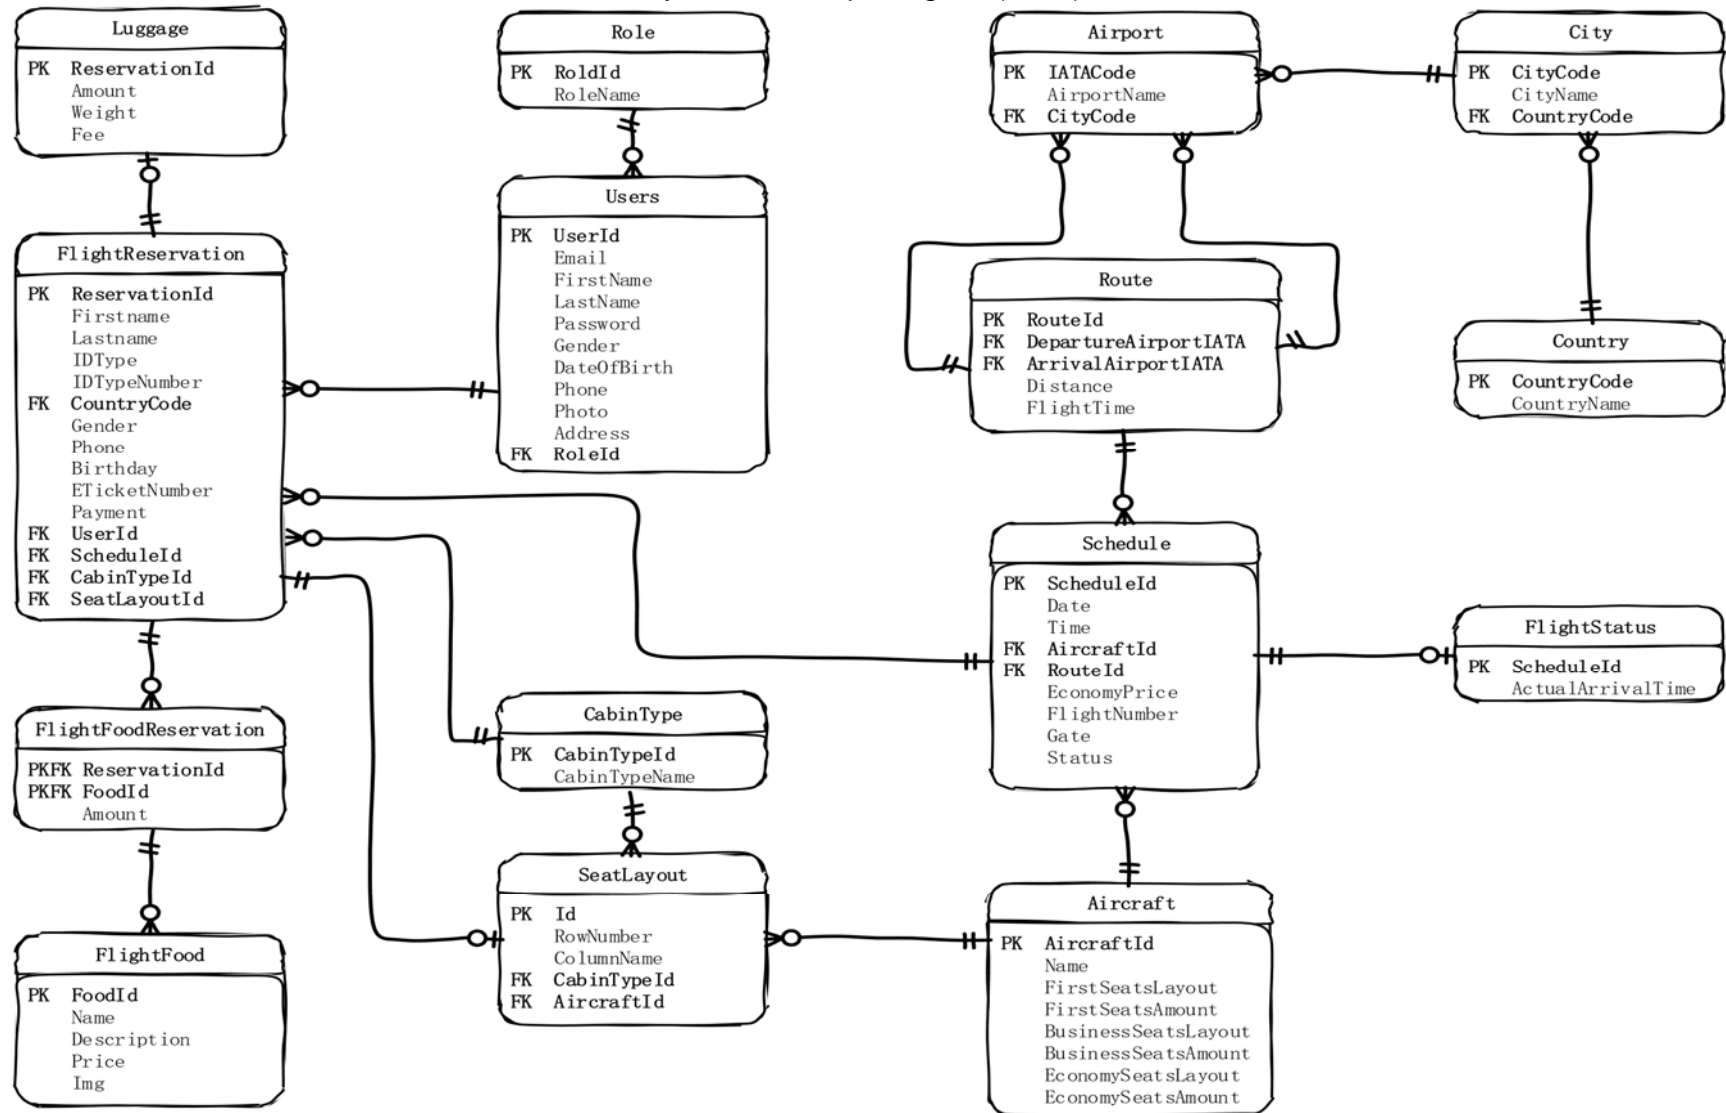 Luggage
PK ReservationId
Amount
Weight
Fee
Role
PK RoldId
RoleName
Airport
PK IATACode
AirportName
FK CityCode
City
PK CityCode
CityName
FK CountryCode
FlightReservation
PK ReservationId
Firstname
Lastname
IDType
IDTypeNumber
FK CountryCode
Gender
Phone
Birthday
ETicketNumber
Payment
FK UserId
FK ScheduleId
FK CabinTypeId
FK SeatLayoutId
Users
PK UserId
Email
FirstName
LastName
Password
Gender
DateOfBirth
Phone
Photo
Address
FK RoleId
Route
PK RouteId
FK DepartureAirportIATA
FK ArrivalAirportIATA
Distance
FlightTime
Country
PK CountryCode
CountryName
Schedule
PK ScheduleId
Date
Time
FK AircraftId
FK RouteId
EconomyPrice
FlightNumber
Gate
Status
FlightStatus
PK ScheduleId
ActualArrivalTime
FlightFoodReservation
PKFK ReservationId
PKFK FoodId
Amount
CabinType
PK CabinTypeId
CabinTypeName
SeatLayout
PK Id
RowNumber
ColumnName
FK CabinTypeId
FK AircraftId
Aircraft
PK AircraftId
Name
FirstSeatsLayout
FirstSeatsAmount
BusinessSeatsLayout
BusinessSeatsAmount
EconomySeatsLayout
EconomySeatsAmount
FlightFood
PK FoodId
Name
Description
Price
Img